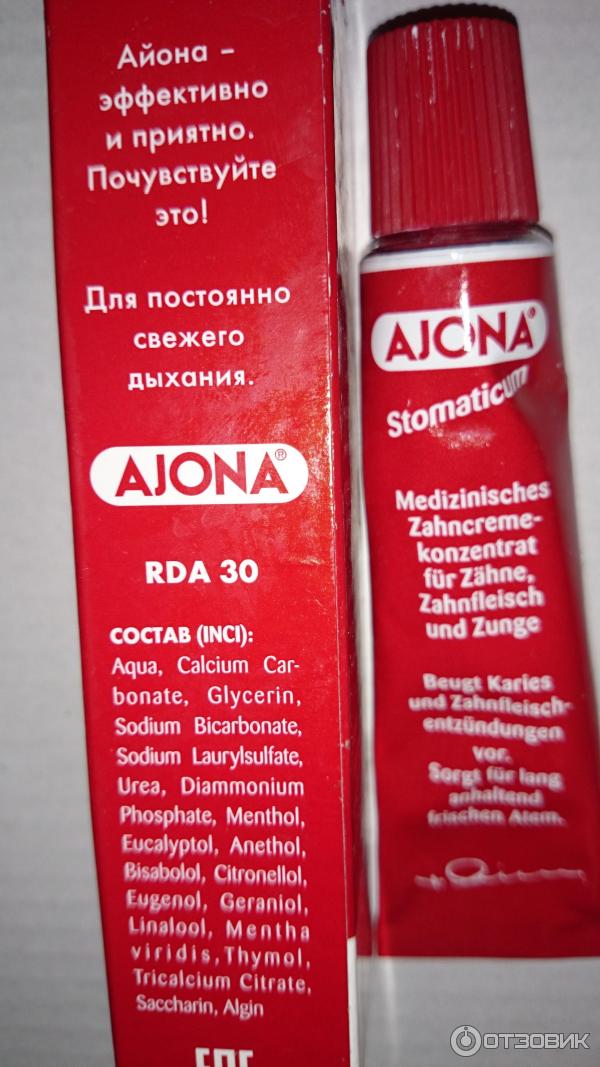 Айона –
эффективно
и приятно.
Почувствуйте
это!
Для постоянно
свежего
дыхания.
AJONA®
RDA 30
СОСТАВ (INCI):
Aqua, Calcium Car-
bonate, Glycerin,
Sodium Bicarbonate,
Sodium Laurylsulfate,
Urea, Diammonium
Phosphate, Menthol,
Eucalyptol, Anethol,
Bisabolol, Citronellol,
Eugenol, Geraniol,
Linalool, Mentha
viridis, Thymol,
Tricalcium Citrate,
Saccharin, Algin
AJONA®
Stomaticum
Medizinisches
Zahncreme-
konzentrat
für Zähne,
Zahnfleisch
und Zunge
Beugt Karies
und Zahnfleisch-
entzündungen
vor.
Sorgt für lang
anhaltend
frischen Atem.
ОТЗОВИК